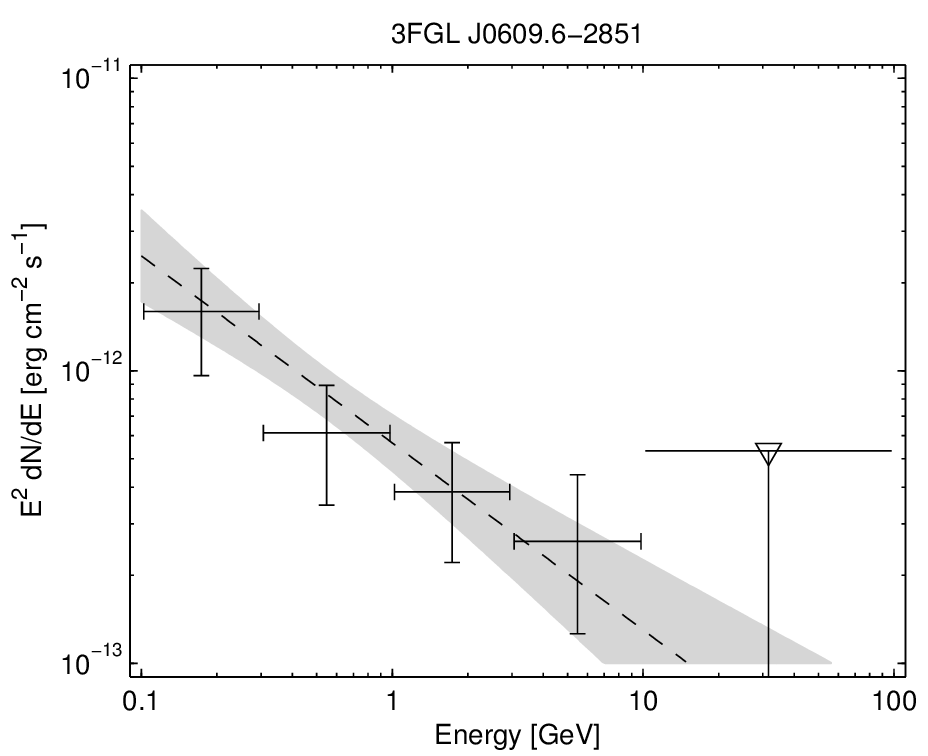 3FGL J0609.6−2851
10⁻¹¹
10⁻¹²
10⁻¹³
E² dN/dE [erg cm⁻² s⁻¹]
0.1 1 10 100
Energy [GeV]